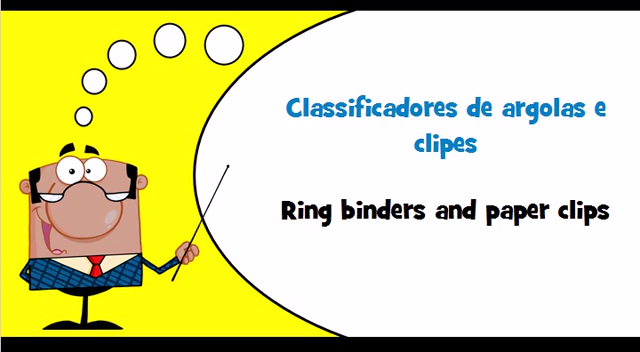 Classificadores de argolas e
clipes
Ring binders and paper clips